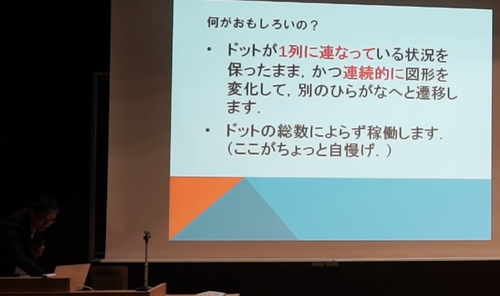 何がおもしろいの？
• ドットが1列に連なっている状況を
保ったまま，かつ連続的に図形を
変化して，別のひらがなへと遷移し
ます．
• ドットの総数によらず稼働します．
（ここがちょっと自慢げ．）